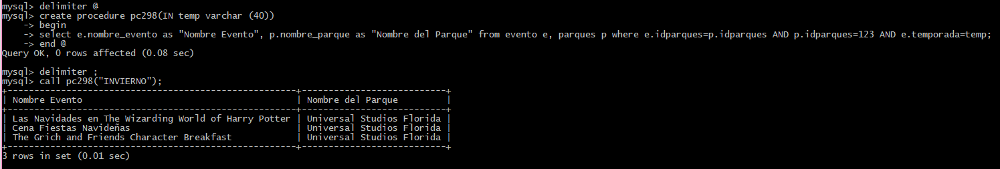 mysql> delimiter @
mysql> create procedure pc298(IN temp varchar (40))
    -> begin
    -> select e.nombre_evento as "Nombre Evento", p.nombre_parque as "Nombre del Parque" from evento e, parques p where e.idparques=p.idparques AND p.idparques=123 AND e.temporada=temp;
    -> end @
Query OK, 0 rows affected (0.08 sec)

mysql> delimiter ;
mysql> call pc298("INVIERNO");
+----------------------------------------------------+---------------------------+
| Nombre Evento                                      | Nombre del Parque         |
+----------------------------------------------------+---------------------------+
| Las Navidades en The Wizarding World of Harry Potter | Universal Studios Florida |
| Cena Fiestas Navideñas                             | Universal Studios Florida |
| The Grich and Friends Character Breakfast          | Universal Studios Florida |
+----------------------------------------------------+---------------------------+
3 rows in set (0.01 sec)